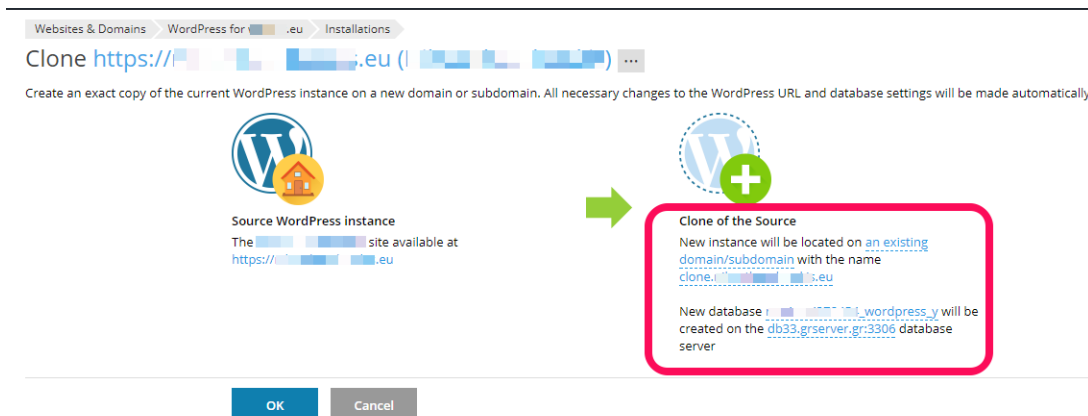 Websites & Domains WordPress for .eu Installations
Clone https:// .eu ( ) ...
Create an exact copy of the current WordPress instance on a new domain or subdomain. All necessary changes to the WordPress URL and database settings will be made automatically
Source WordPress instance
The site available at
https:// .eu
Clone of the Source
New instance will be located on an existing
domain/subdomain with the name
clone. .eu
New database _wordpress_y will be
created on the db33.grserver.gr:3306 database
server
OK Cancel